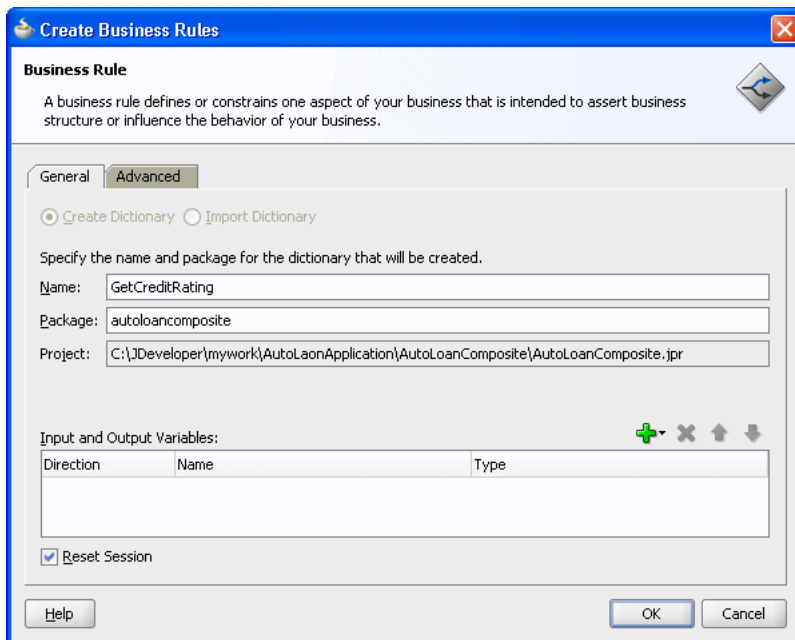 Create Business Rules
Business Rule
A business rule defines or constrains one aspect of your business that is intended to assert business
structure or influence the behavior of your business.
General Advanced
Create Dictionary Import Dictionary
Specify the name and package for the dictionary that will be created.
Name: GetCreditRating
Package: autoloancomposite
Project: C:\JDeveloper\mywork\AutoLaonApplication\AutoLoanComposite\AutoLoanComposite.jpr
Input and Output Variables:
Direction Name Type
Reset Session
Help OK Cancel